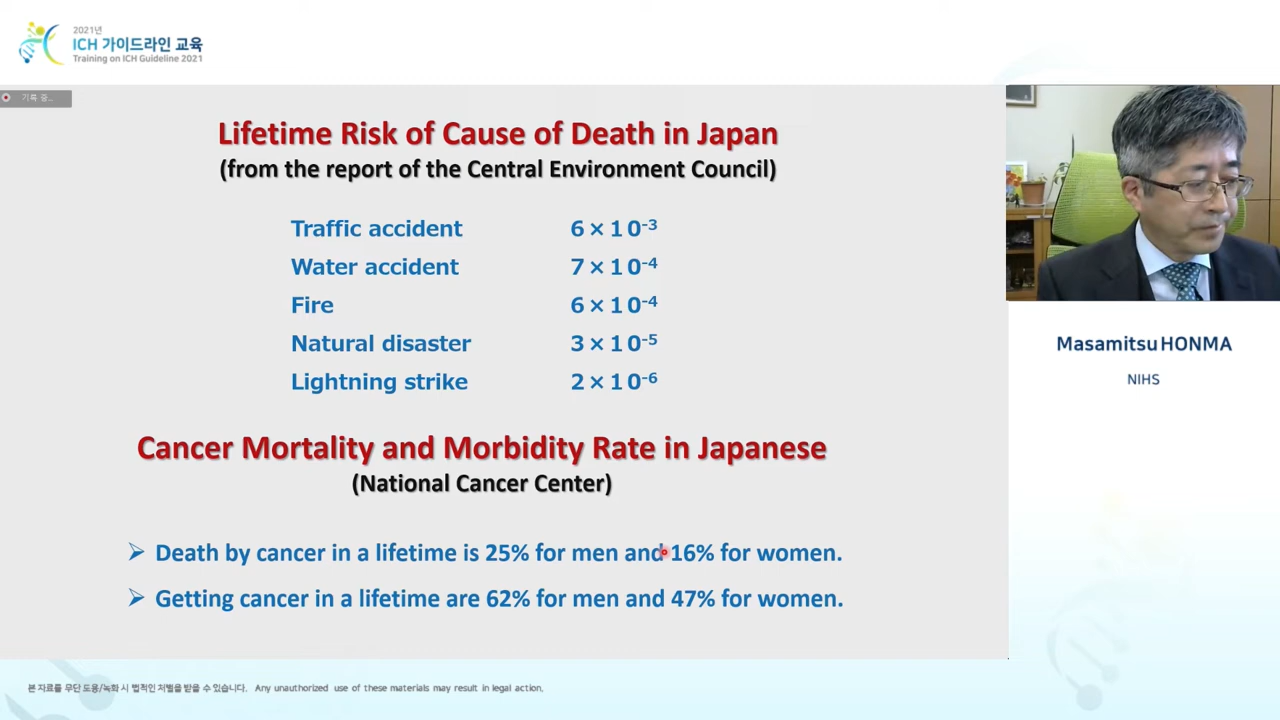 2021년
ICH 가이드라인 교육
Training on ICH Guideline 2021
기록 중...
Lifetime Risk of Cause of Death in Japan
(from the report of the Central Environment Council)
Traffic accident 6×10⁻³
Water accident 7×10⁻⁴
Fire 6×10⁻⁴
Natural disaster 3×10⁻⁵
Lightning strike 2×10⁻⁶
Cancer Mortality and Morbidity Rate in Japanese
(National Cancer Center)
➢ Death by cancer in a lifetime is 25% for men and 16% for women.
➢ Getting cancer in a lifetime are 62% for men and 47% for women.
Masamitsu HONMA
NIHS
본 자료를 무단 도용/녹화 시 법적인 처벌을 받을 수 있습니다. Any unauthorized use of these materials may result in legal action.